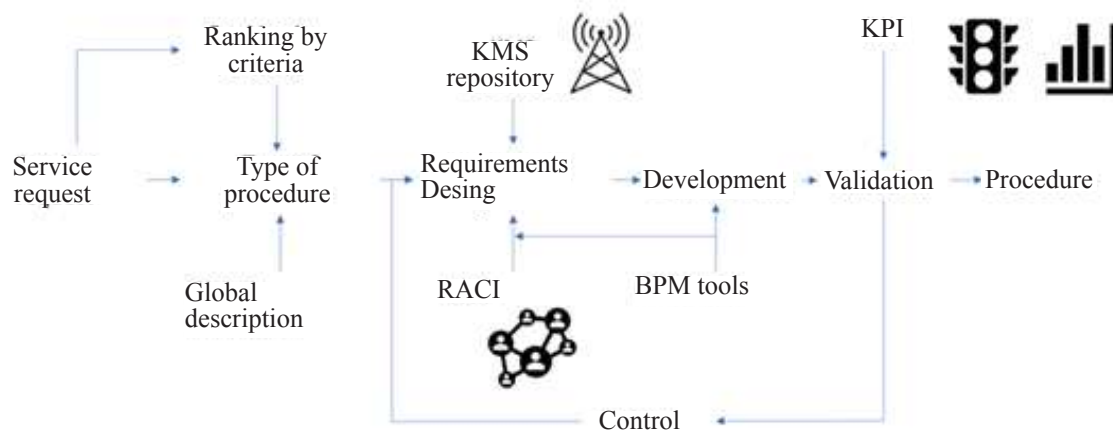 Ranking by
criteria
KMS
repository
KPI
Service
request
Type of
procedure
Requirements
Desing
Development
Validation
Procedure
Global
description
RACI
BPM tools
Control